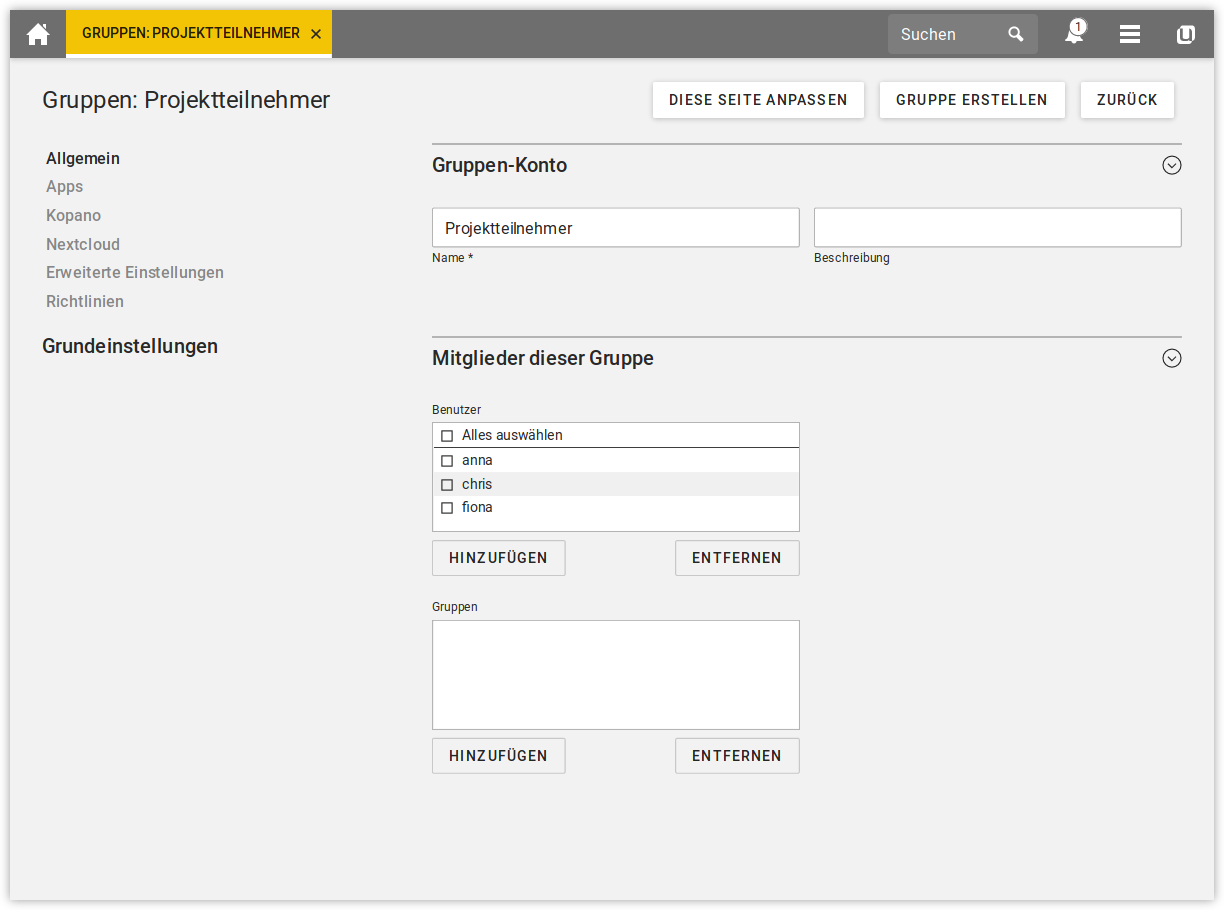 GRUPPEN: PROJEKTTEILNEHMER
Suchen
1
Gruppen: Projektteilnehmer
DIESE SEITE ANPASSEN
GRUPPE ERSTELLEN
ZURÜCK
Allgemein
Apps
Kopano
Nextcloud
Erweiterte Einstellungen
Richtlinien
Grundeinstellungen
Gruppen-Konto
Projektteilnehmer
Name *
Beschreibung
Mitglieder dieser Gruppe
Benutzer
Alles auswählen
anna
chris
fiona
HINZUFÜGEN
ENTFERNEN
Gruppen
HINZUFÜGEN
ENTFERNEN